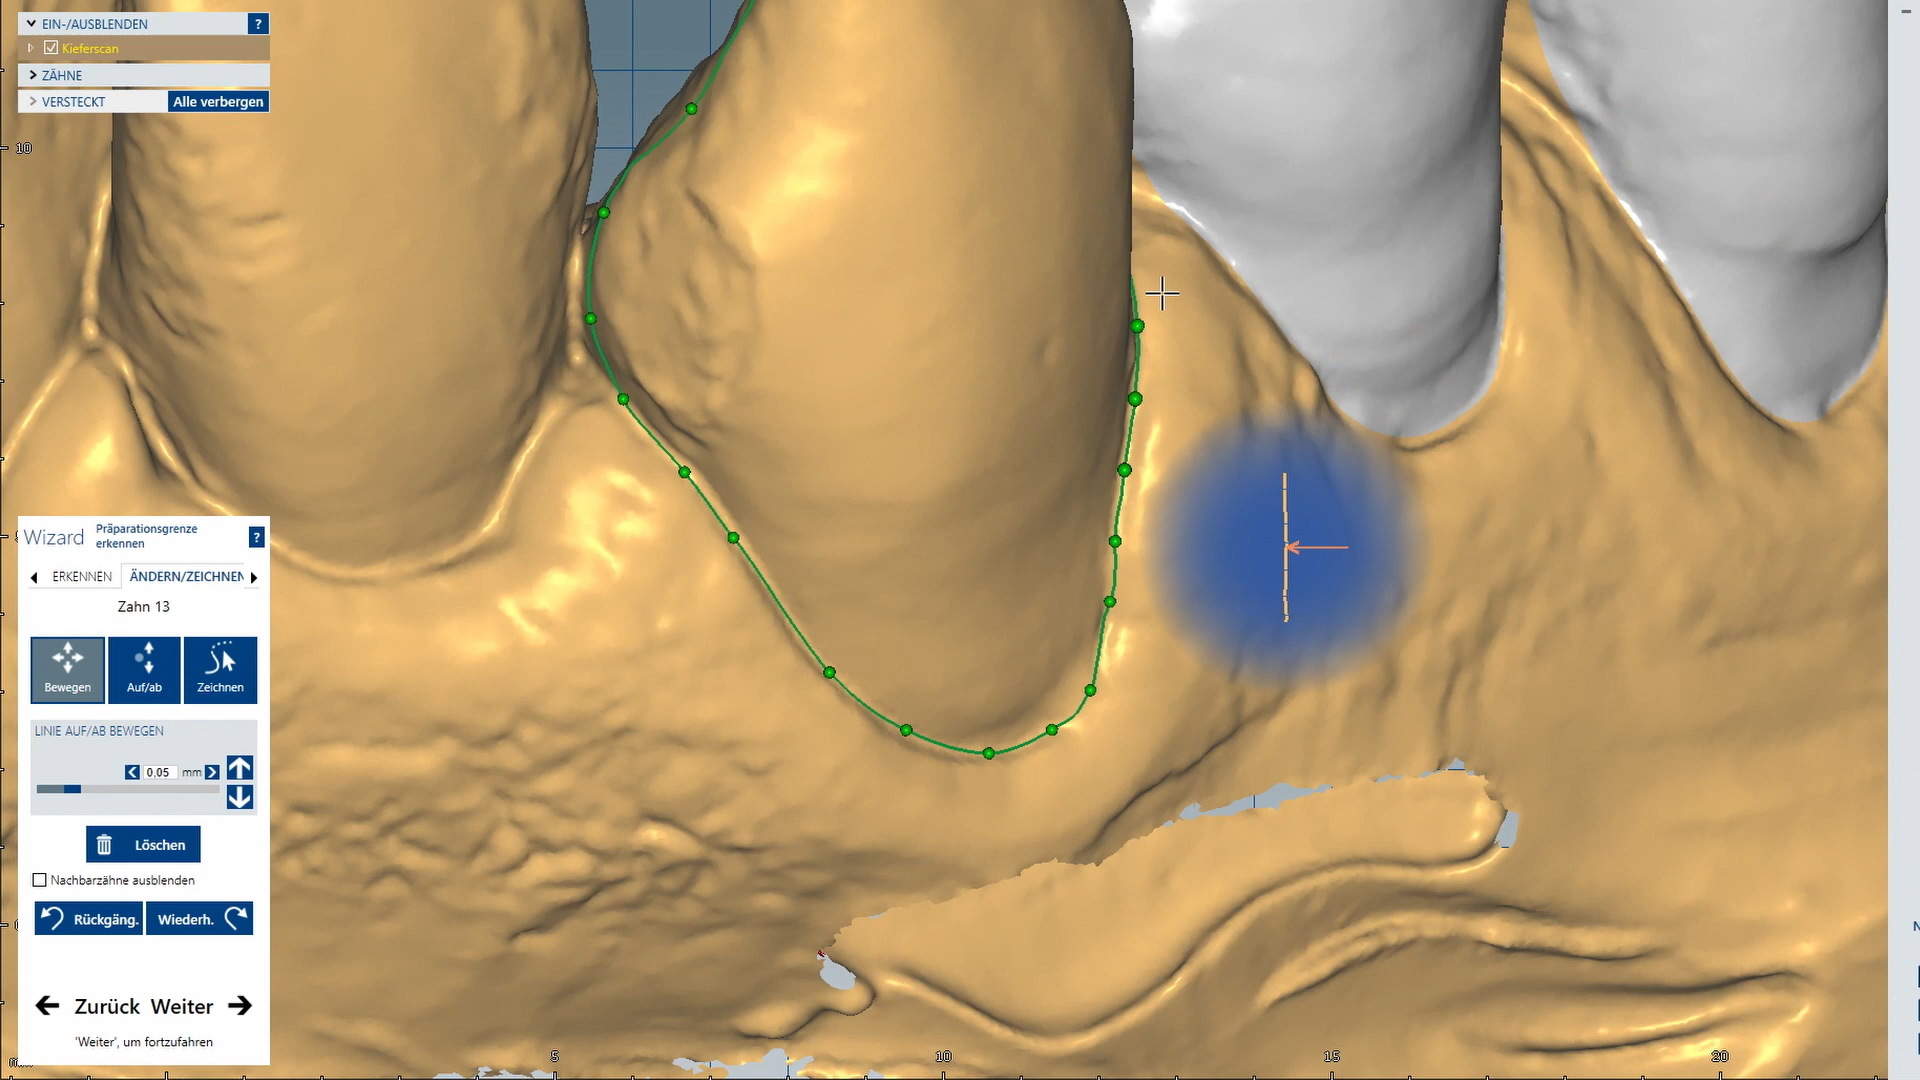 EIN-/AUSBLENDEN ?
Kieferscan
ZÄHNE
VERSTECKT Alle verbergen
10
Wizard Präparationsgrenze erkennen ?
ERKENNEN ÄNDERN/ZEICHNEN
Zahn 13
Bewegen Auf/ab Zeichnen
LINIE AUF/AB BEWEGEN
0,05 mm
Löschen
Nachbarzähne ausblenden
Rückgäng. Wiederh.
Zurück Weiter
'Weiter', um fortzufahren
5 10 15 20